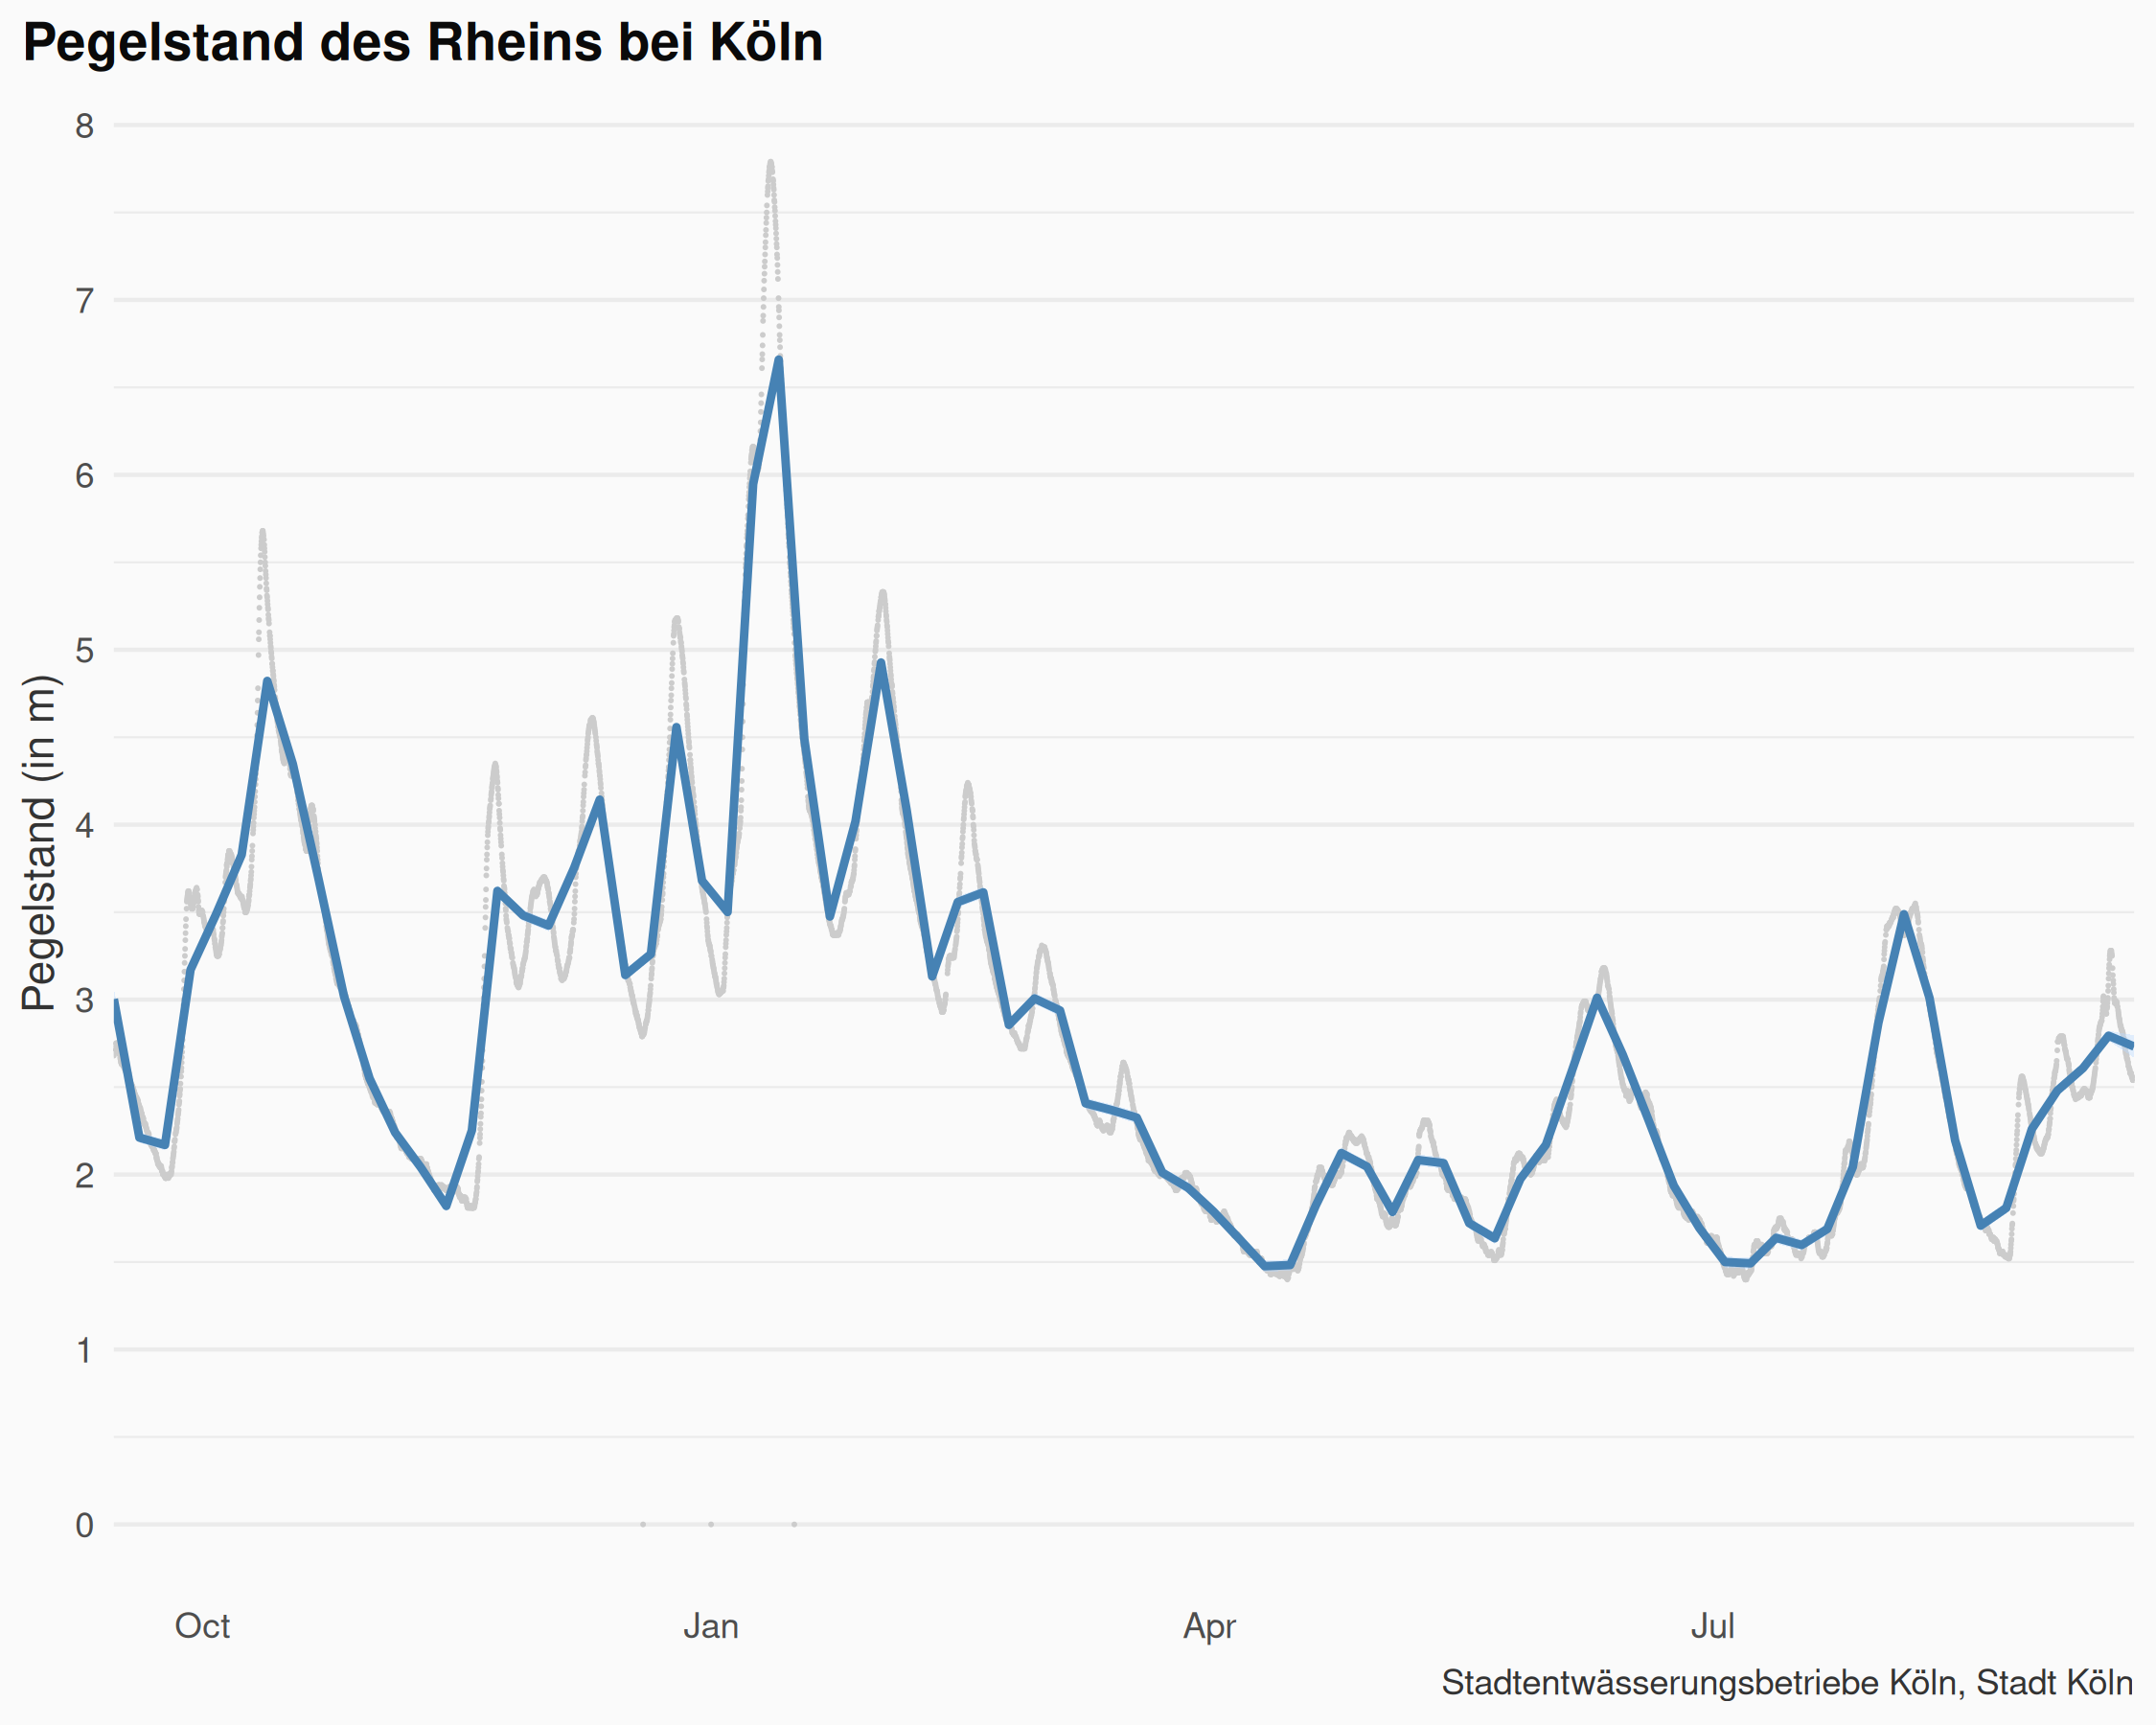 Pegelstand des Rheins bei Köln
Pegelstand (in m)
8
7
6
5
4
3
2
1
0
Oct Jan Apr Jul
Stadtentwässerungsbetriebe Köln, Stadt Köln